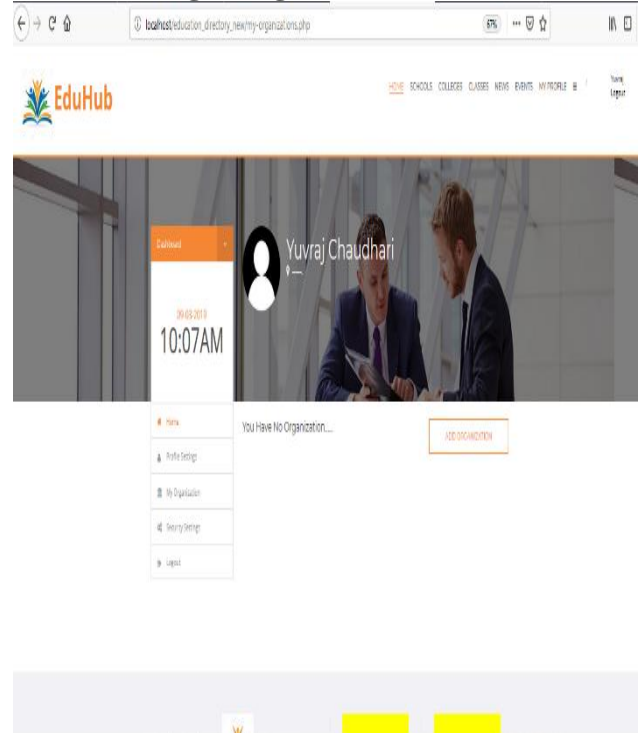 localhost/education_directory_new/my-organizations.php
67%
EduHub
HOME SCHOOLS COLLEGES CLASSES NEWS EVENTS MY PROFILE
Yuvraj
Logout
Dashboard
Yuvraj Chaudhari
10:07AM
Home
You Have No Organization....
ADD ORGANIZATION
Profile Settings
My Organization
Security Settings
Logout